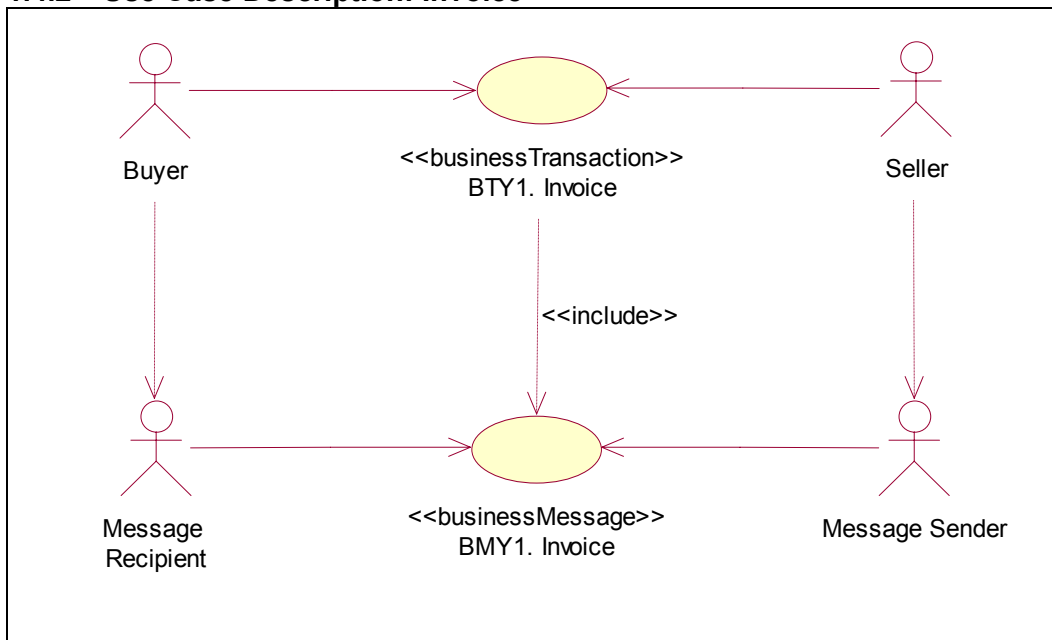 Buyer
<<businessTransaction>>
BTY1. Invoice
Seller
<<include>>
Message
Recipient
<<businessMessage>>
BMY1. Invoice
Message Sender